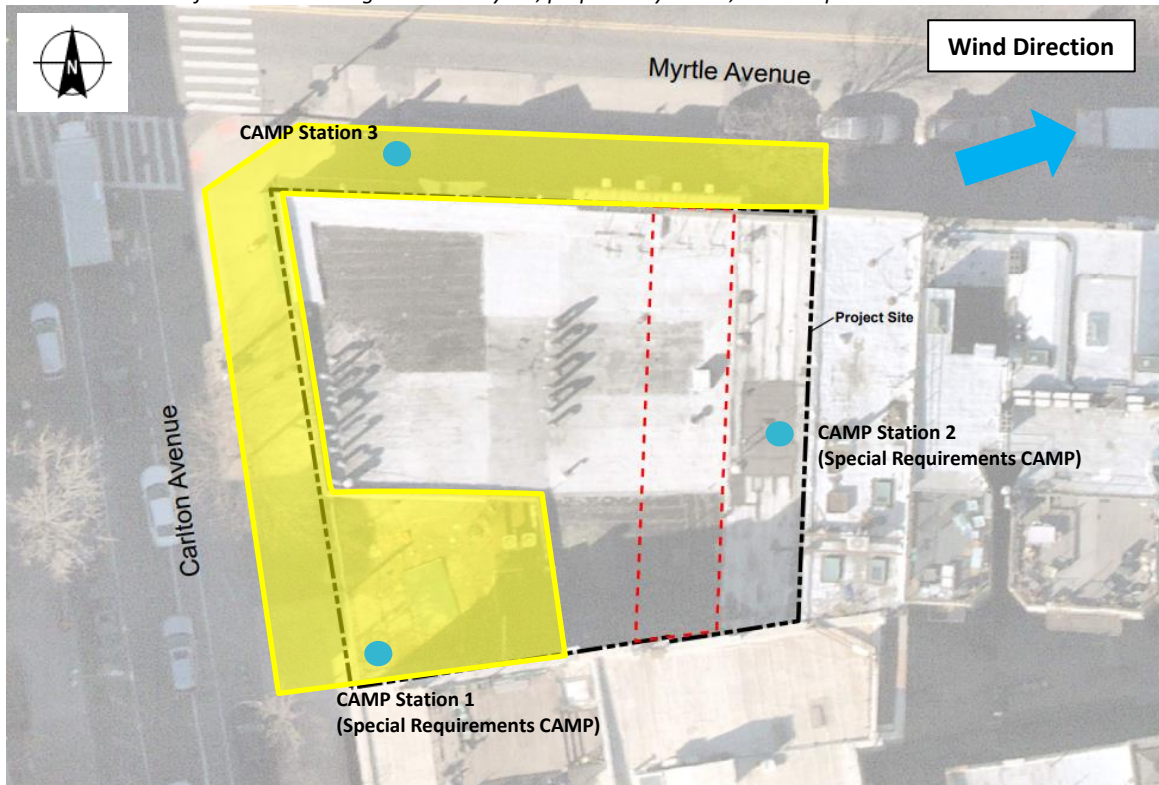 Wind Direction
N
Myrtle Avenue
CAMP Station 3
Project Site
Carlton Avenue
CAMP Station 2
(Special Requirements CAMP)
CAMP Station 1
(Special Requirements CAMP)